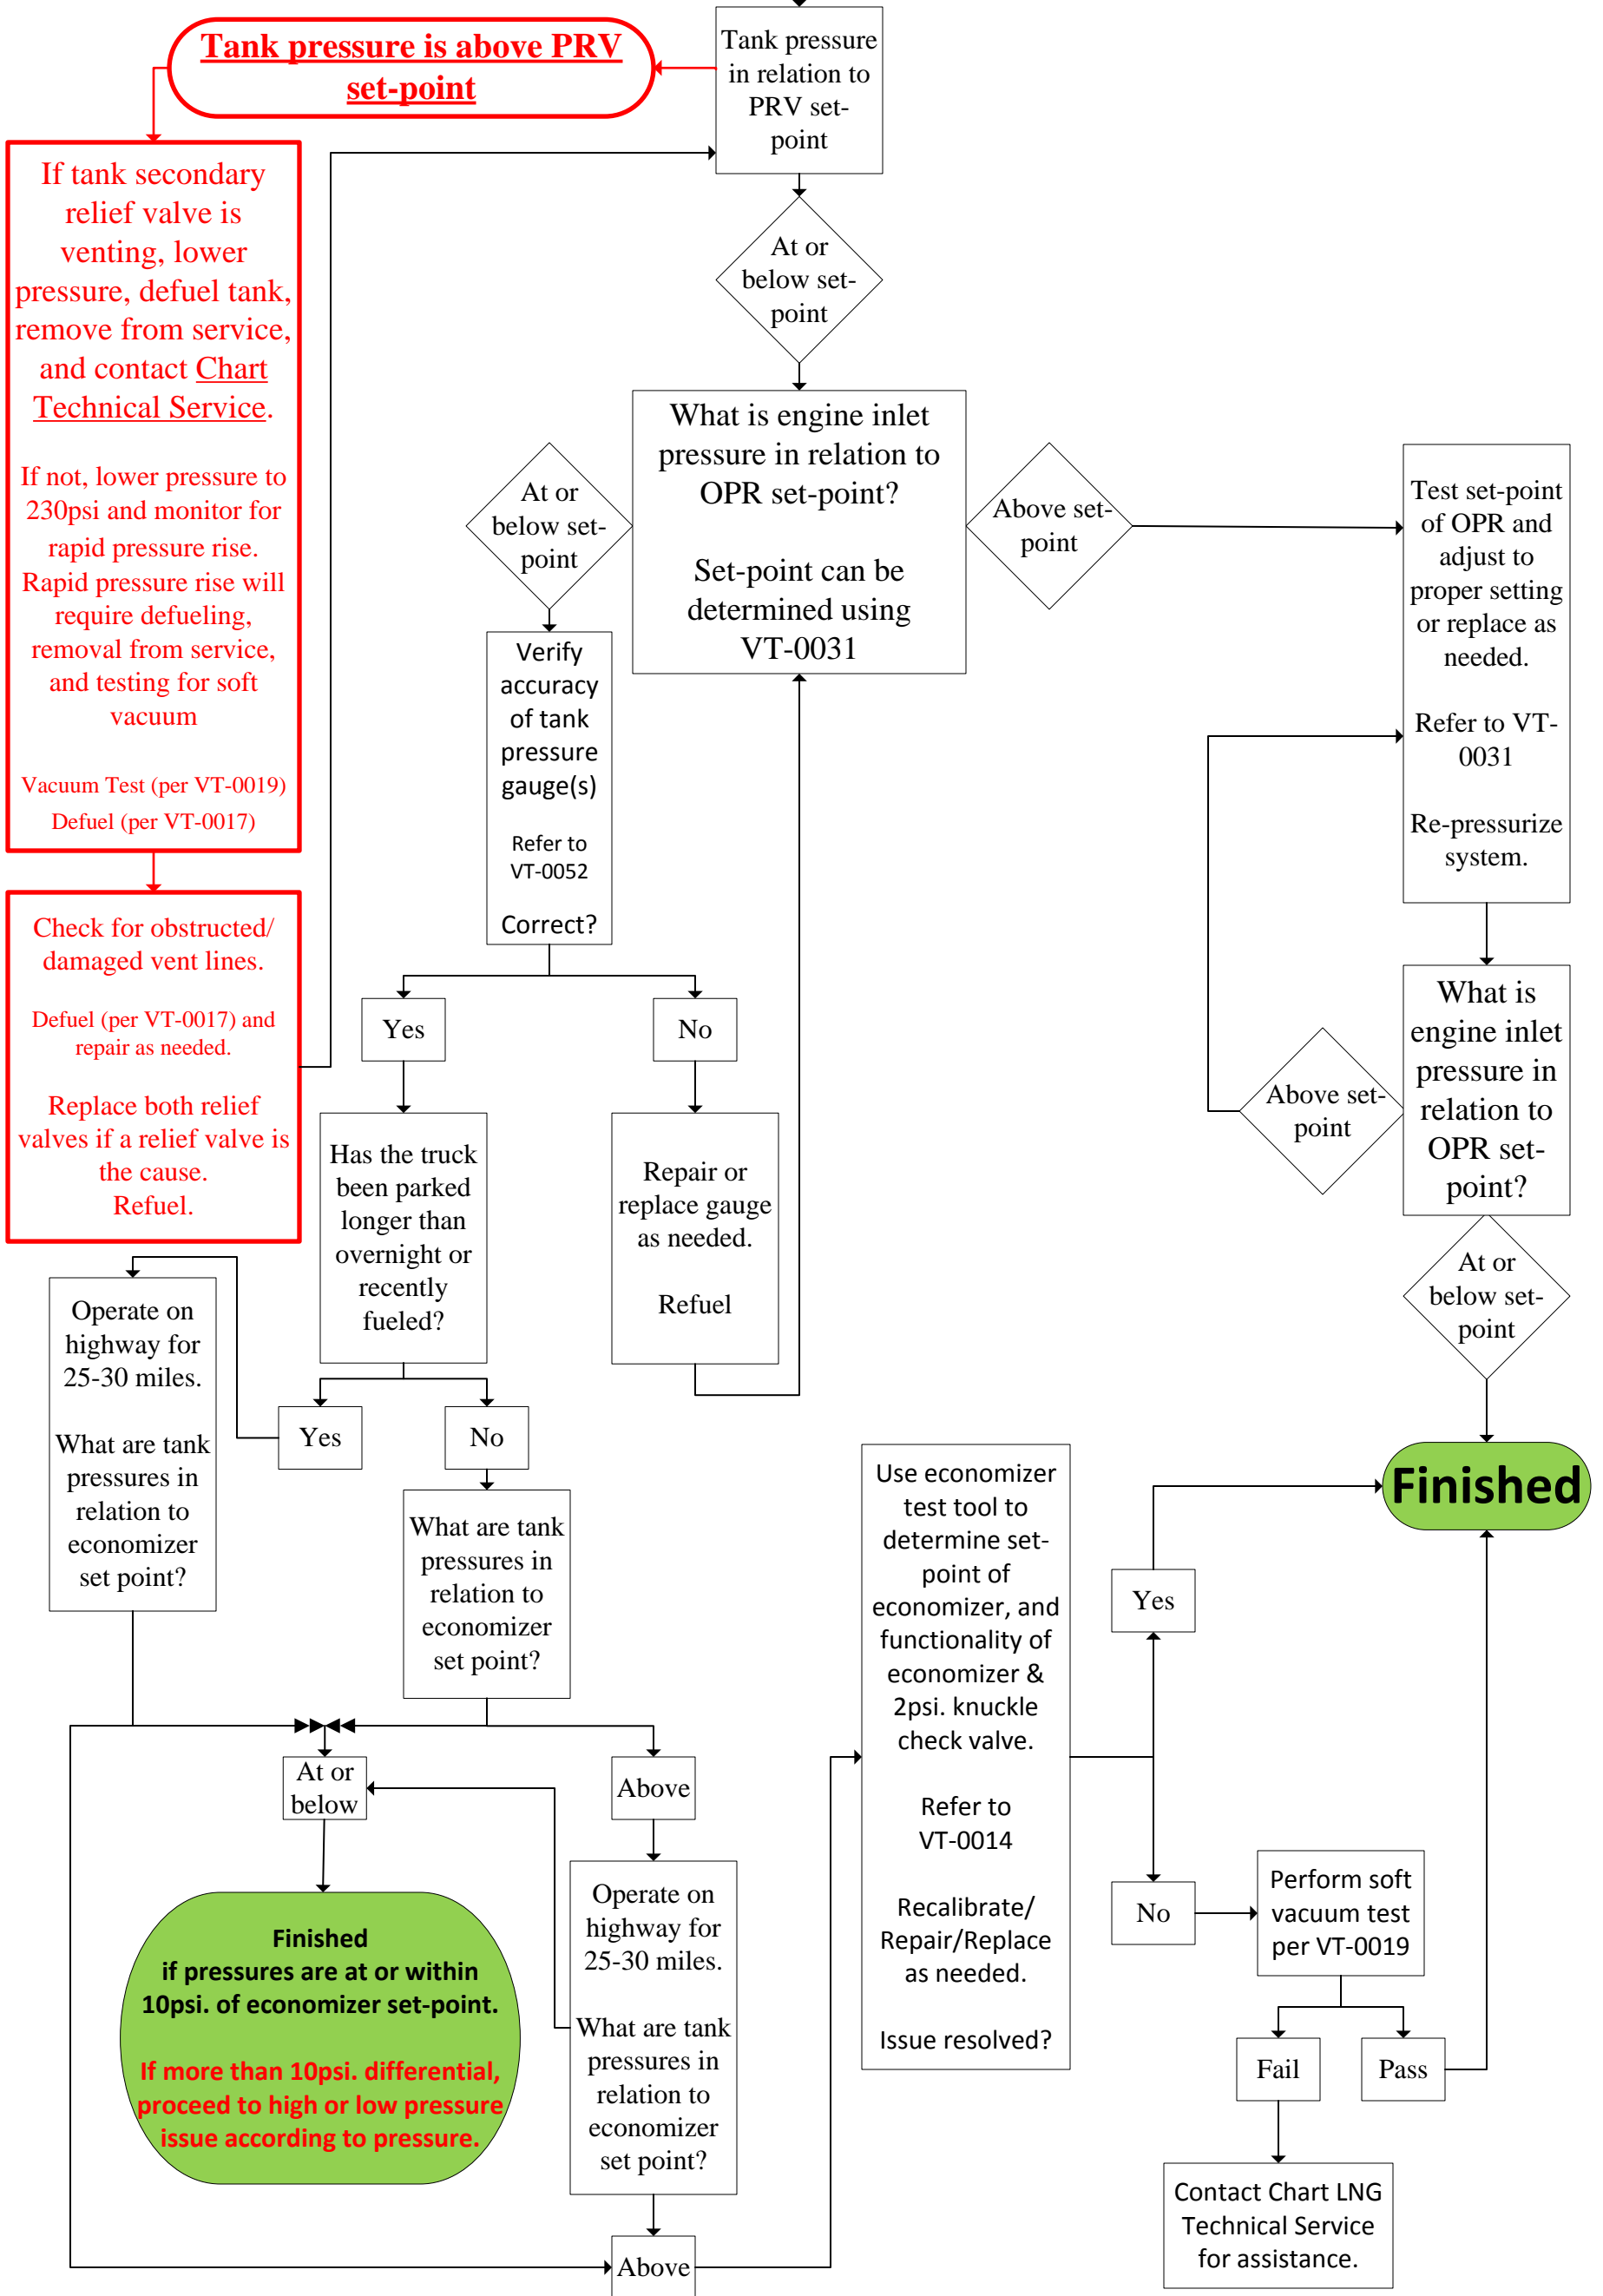 Tank pressure is above PRV
set-point
Tank pressure
in relation to
PRV set-
point
If tank secondary
relief valve is
venting, lower
pressure, defuel tank,
remove from service,
and contact Chart
Technical Service.
If not, lower pressure to
230psi and monitor for
rapid pressure rise.
Rapid pressure rise will
require defueling,
removal from service,
and testing for soft
vacuum
Vacuum Test (per VT-0019)
Defuel (per VT-0017)
At or
below set-
point
What is engine inlet
pressure in relation to
OPR set-point?
Set-point can be
determined using
VT-0031
At or
below set-
point
Above set-
point
Test set-point
of OPR and
adjust to
proper setting
or replace as
needed.
Refer to VT-
0031
Re-pressurize
system.
Verify
accuracy
of tank
pressure
gauge(s)
Refer to
VT-0052
Correct?
Check for obstructed/
damaged vent lines.
Defuel (per VT-0017) and
repair as needed.
Replace both relief
valves if a relief valve is
the cause.
Refuel.
Yes
No
What is
engine inlet
pressure in
relation to
OPR set-
point?
Above set-
point
Has the truck
been parked
longer than
overnight or
recently
fueled?
Repair or
replace gauge
as needed.
Refuel
At or
below set-
point
Operate on
highway for
25-30 miles.
What are tank
pressures in
relation to
economizer
set point?
Yes
No
What are tank
pressures in
relation to
economizer
set point?
Use economizer
test tool to
determine set-
point of
economizer, and
functionality of
economizer &
2psi. knuckle
check valve.
Refer to
VT-0014
Recalibrate/
Repair/Replace
as needed.
Issue resolved?
Finished
Yes
At or
below
Above
No
Perform soft
vacuum test
per VT-0019
Finished
if pressures are at or within
10psi. of economizer set-point.
If more than 10psi. differential,
proceed to high or low pressure
issue according to pressure.
Operate on
highway for
25-30 miles.
What are tank
pressures in
relation to
economizer
set point?
Fail
Pass
Above
Contact Chart LNG
Technical Service
for assistance.